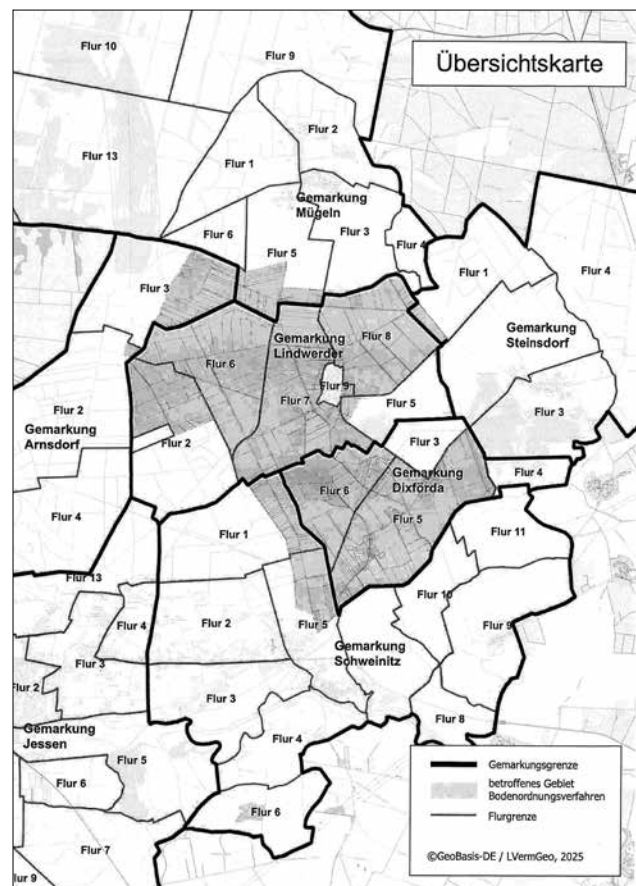 Übersichtskarte
Flur 10
Flur 9
Flur 13
Flur 2
Flur 1
Gemarkung
Mügeln
Flur 6
Flur 5
Flur 3
Flur 4
Flur 1
Flur 4
Flur 3
Gemarkung
Steinsdorf
Gemarkung
Lindwerder
Flur 8
Flur 6
Flur 9
Flur 7
Flur 5
Flur 3
Flur 2
Gemarkung
Arnsdorf
Flur 2
Flur 3
Gemarkung
Dixförda
Flur 4
Flur 6
Flur 5
Flur 4
Flur 1
Flur 11
Flur 13
Flur 10
Flur 4
Flur 2
Flur 5
Flur 9
Gemarkung
Schweinitz
Flur 3
Flur 2
Flur 3
Flur 8
Gemarkung
Jessen
Flur 4
Flur 5
Flur 6
Flur 6
Flur 7
Flur 9
Gemarkungsgrenze
betroffenes Gebiet
Bodenordnungsverfahren
Flurgrenze
©GeoBasis-DE / LVermGeo, 2025